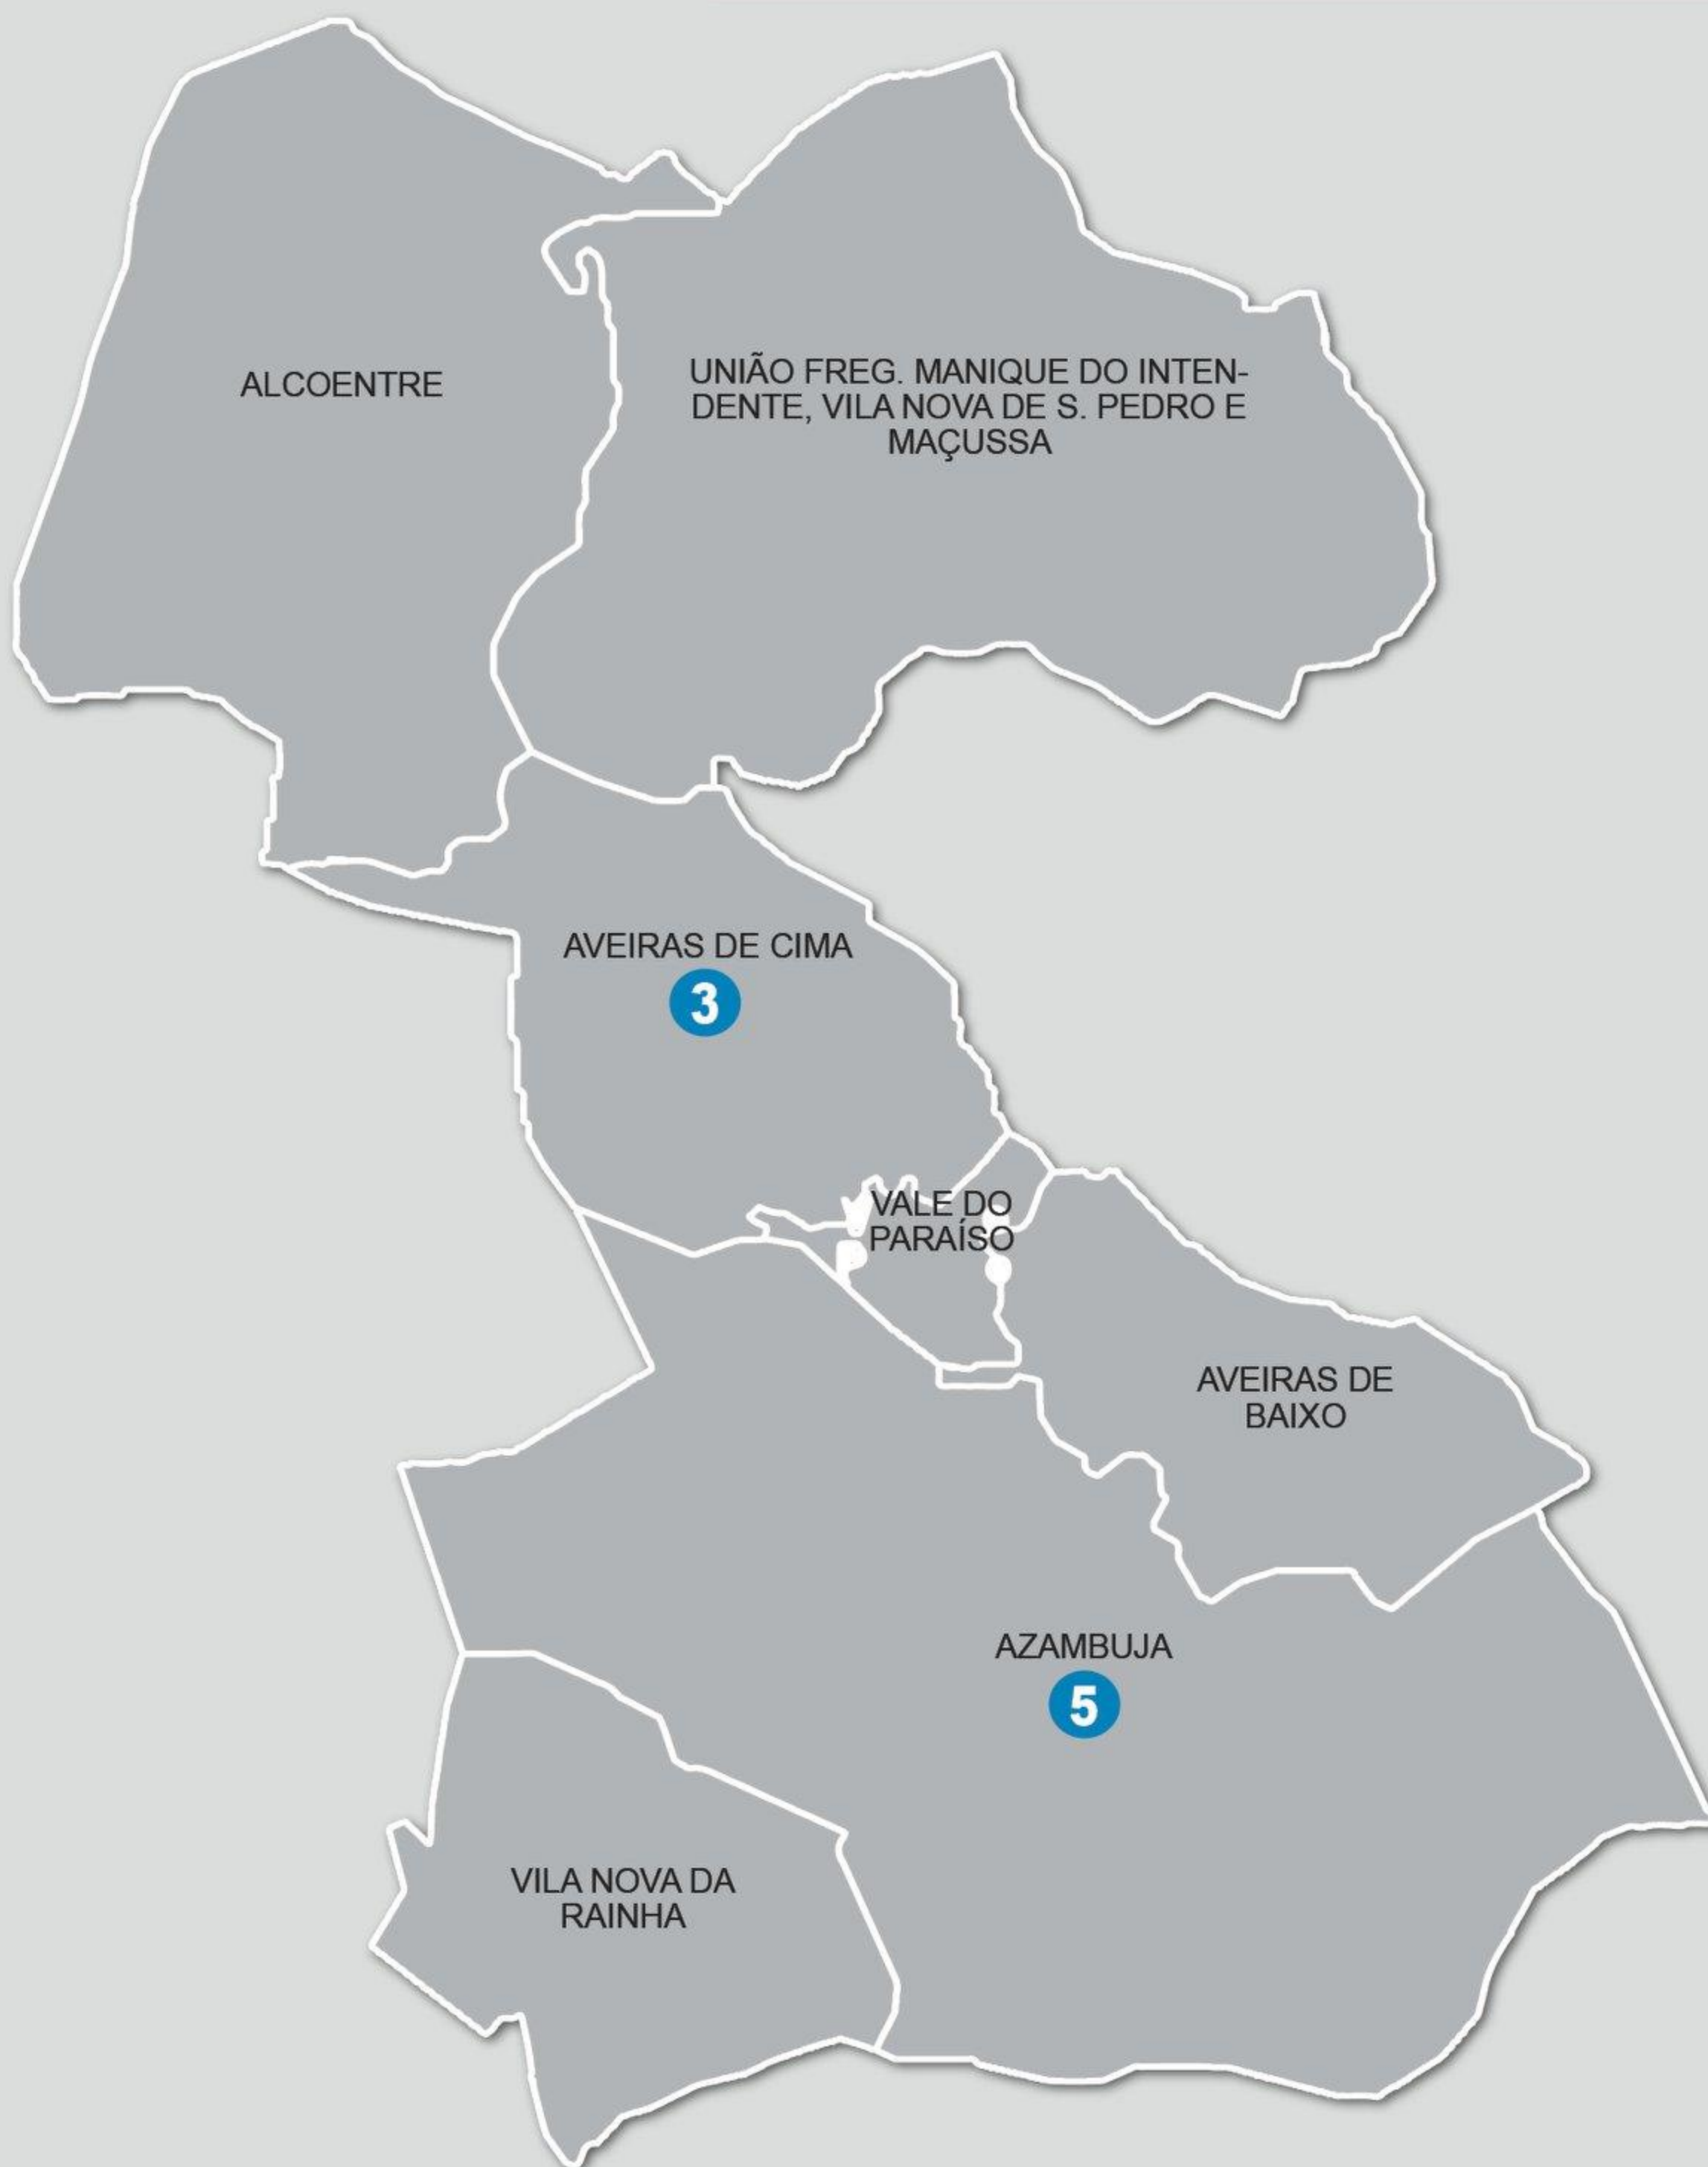 ALCOENTRE
UNIÃO FREG. MANIQUE DO INTEN-
DENTE, VILA NOVA DE S. PEDRO E
MAÇUSSA
AVEIRAS DE CIMA
3
VALE DO
PARAÍSO
AVEIRAS DE
BAIXO
AZAMBUJA
5
VILA NOVA DA
RAINHA